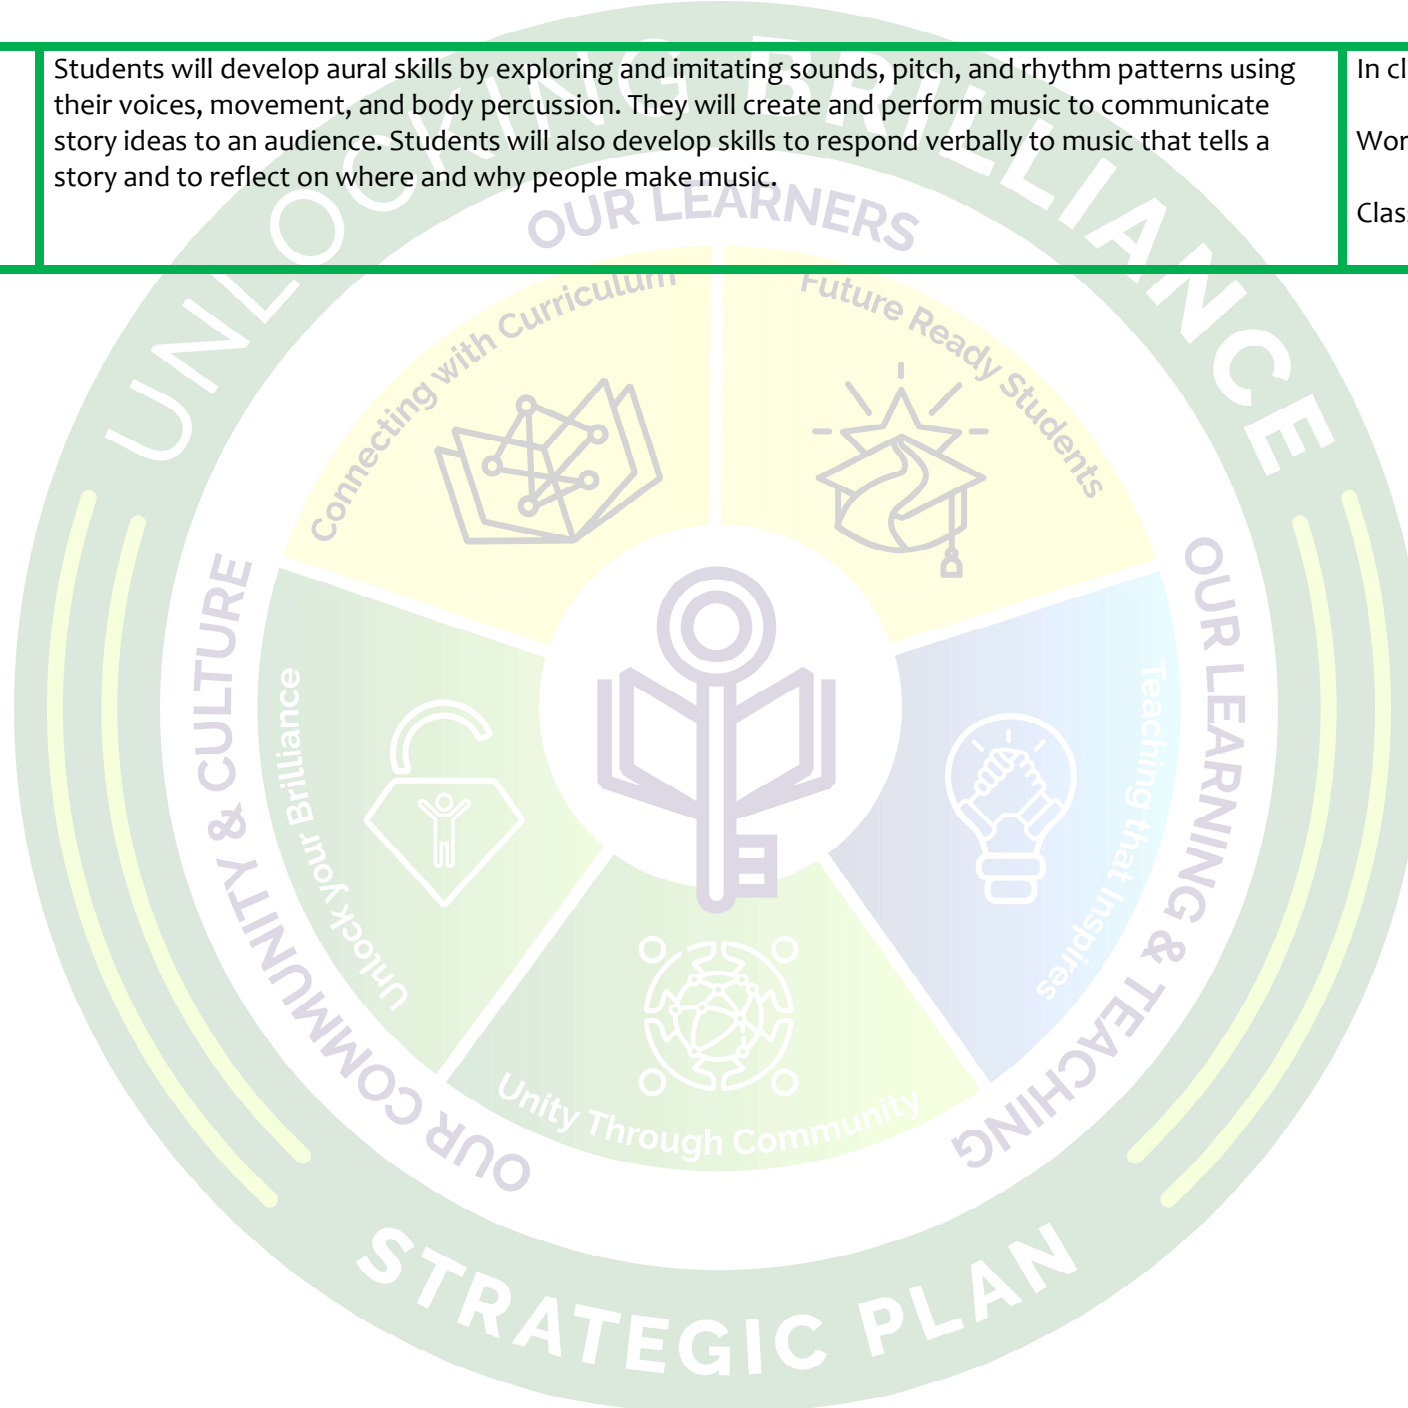 Students will develop aural skills by exploring and imitating sounds, pitch, and rhythm patterns using
their voices, movement, and body percussion. They will create and perform music to communicate
story ideas to an audience. Students will also develop skills to respond verbally to music that tells a
story and to reflect on where and why people make music.
In
UNLOCKING BRILLIANCE
OUR LEARNERS
Connecting with Curriculum
Future Ready Students
OUR COMMUNITY & CULTURE
OUR LEARNING & TEACHING
Unlock your Brilliance
Teaching that Inspires
Unity Through Community
STRATEGIC PLAN